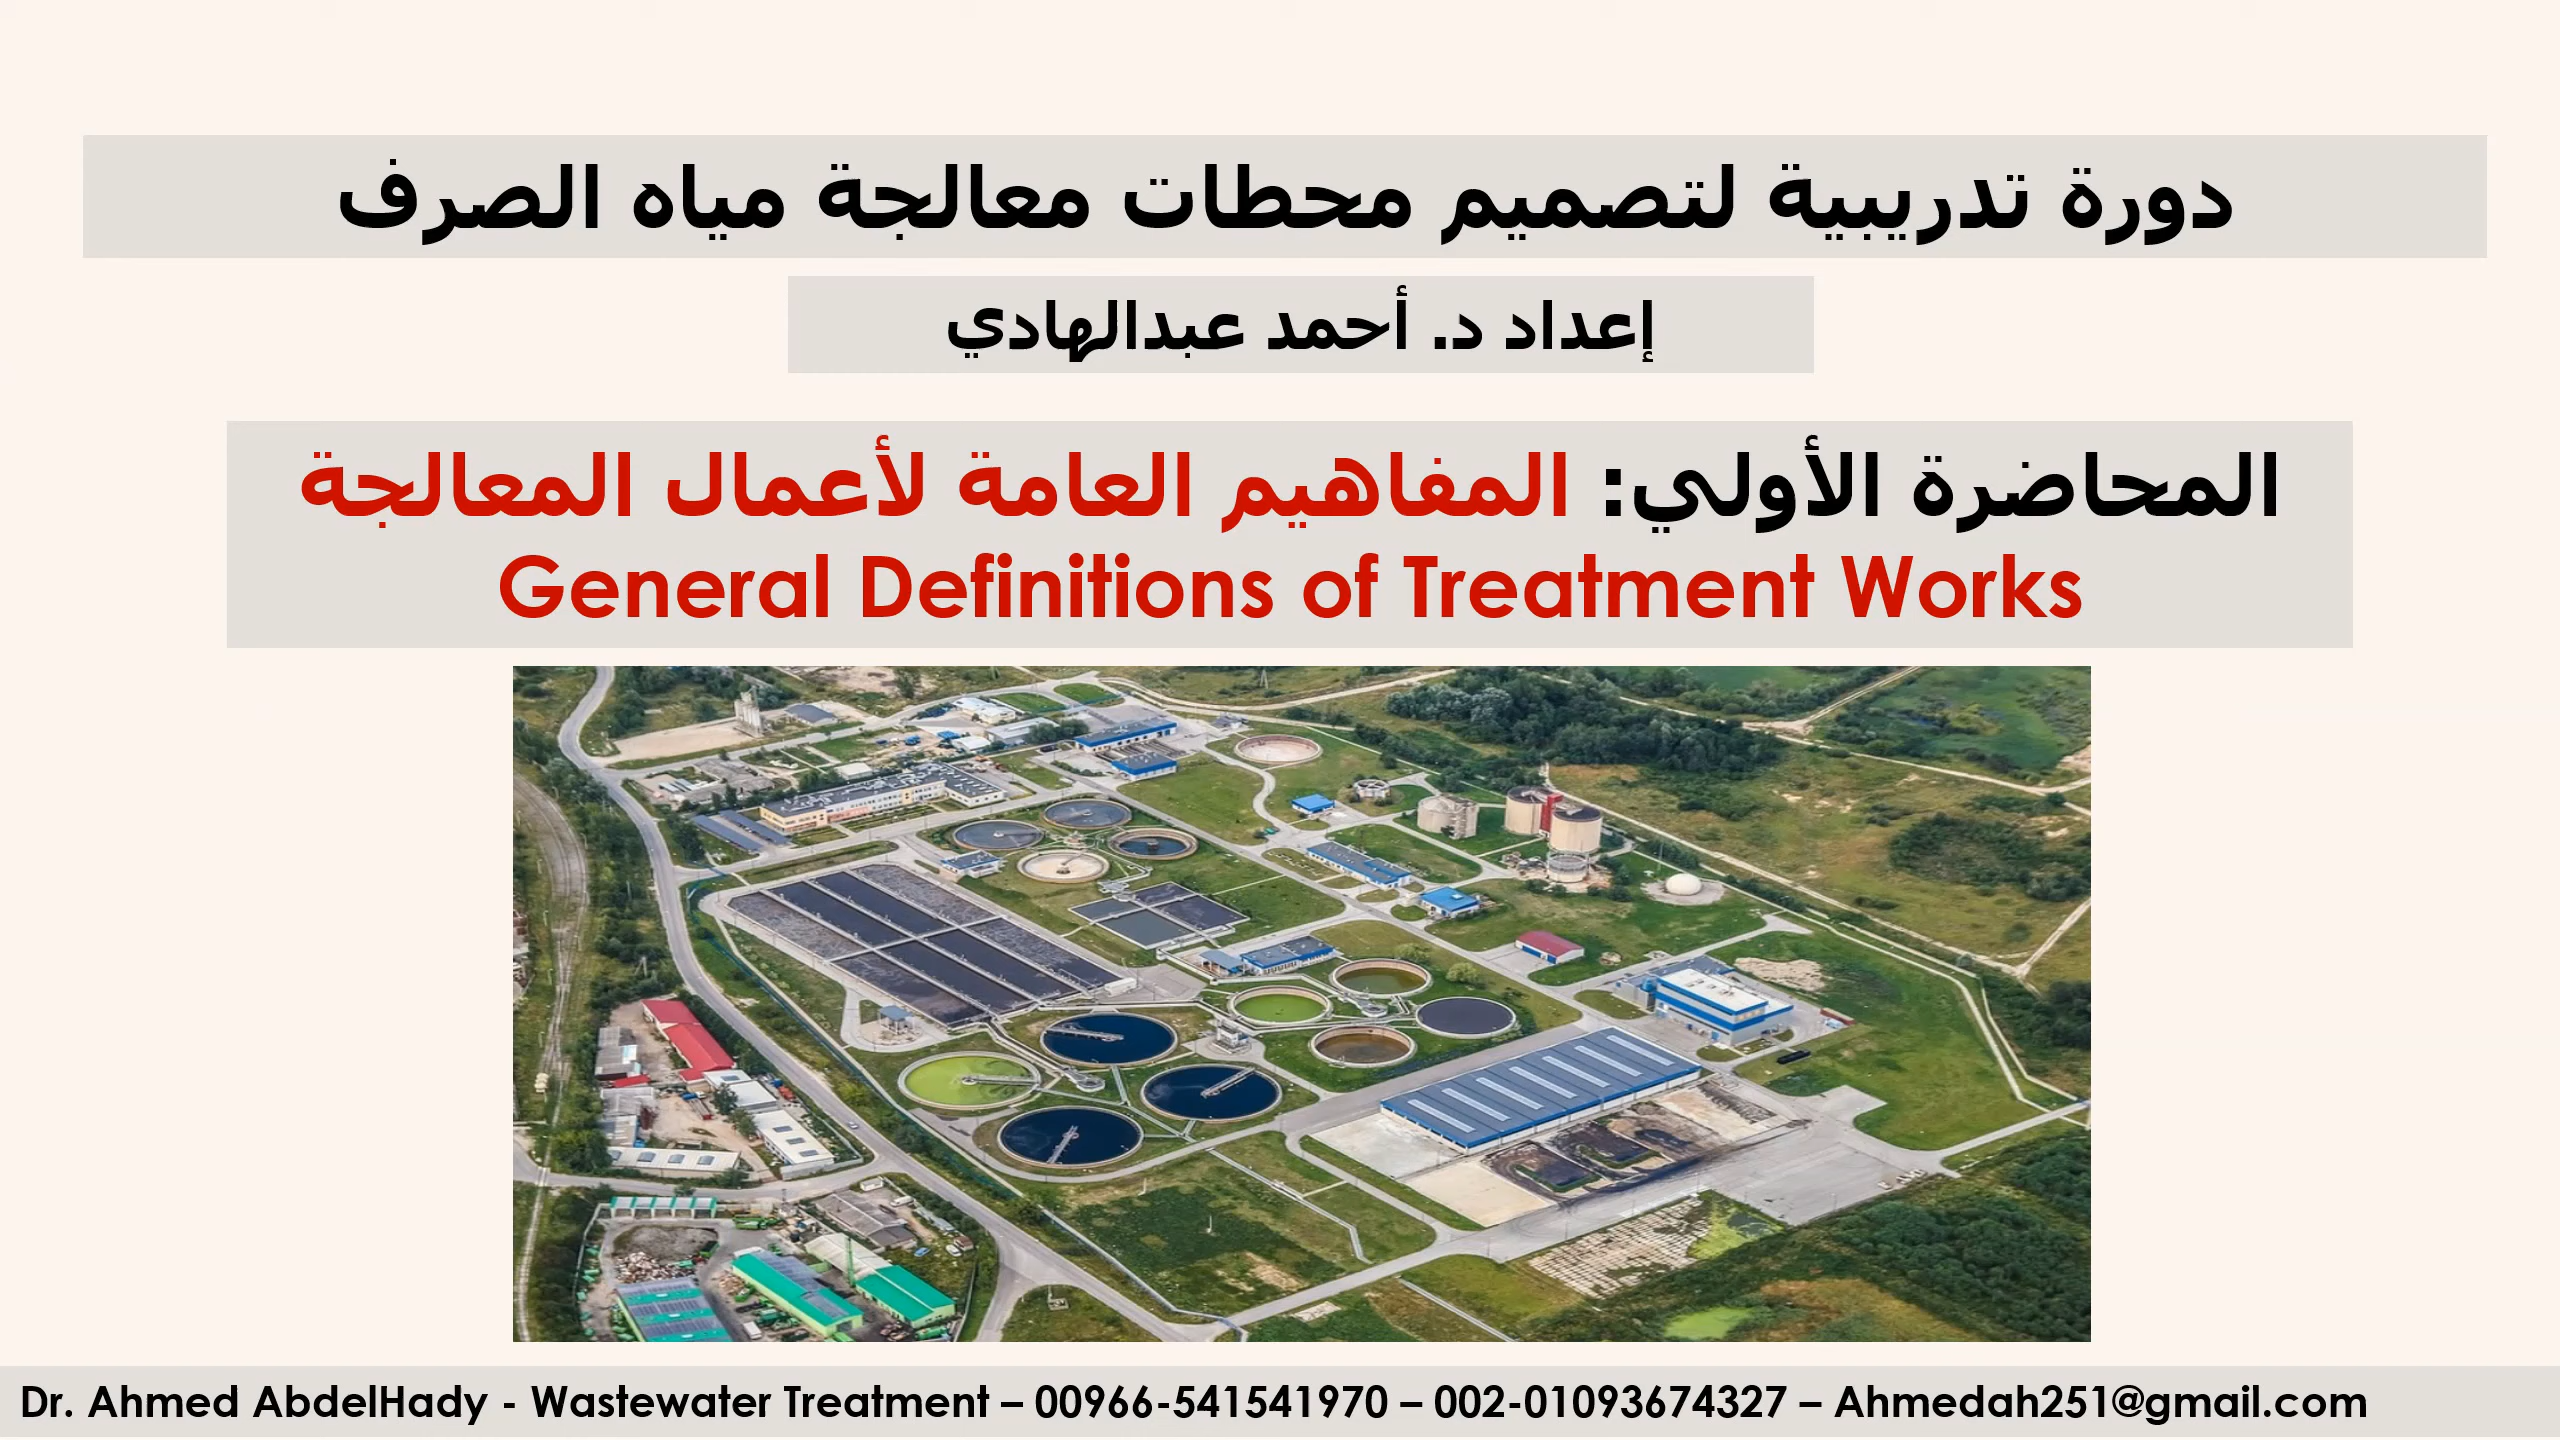 دورة تدريبية لتصميم محطات معالجة مياه الصرف
إعداد د. أحمد عبدالهادي
المحاضرة الأولي: المفاهيم العامة لأعمال المعالجة
General Definitions of Treatment Works
Dr. Ahmed AbdelHady - Wastewater Treatment – 00966-541541970 – 002-01093674327 – Ahmedah251@gmail.com